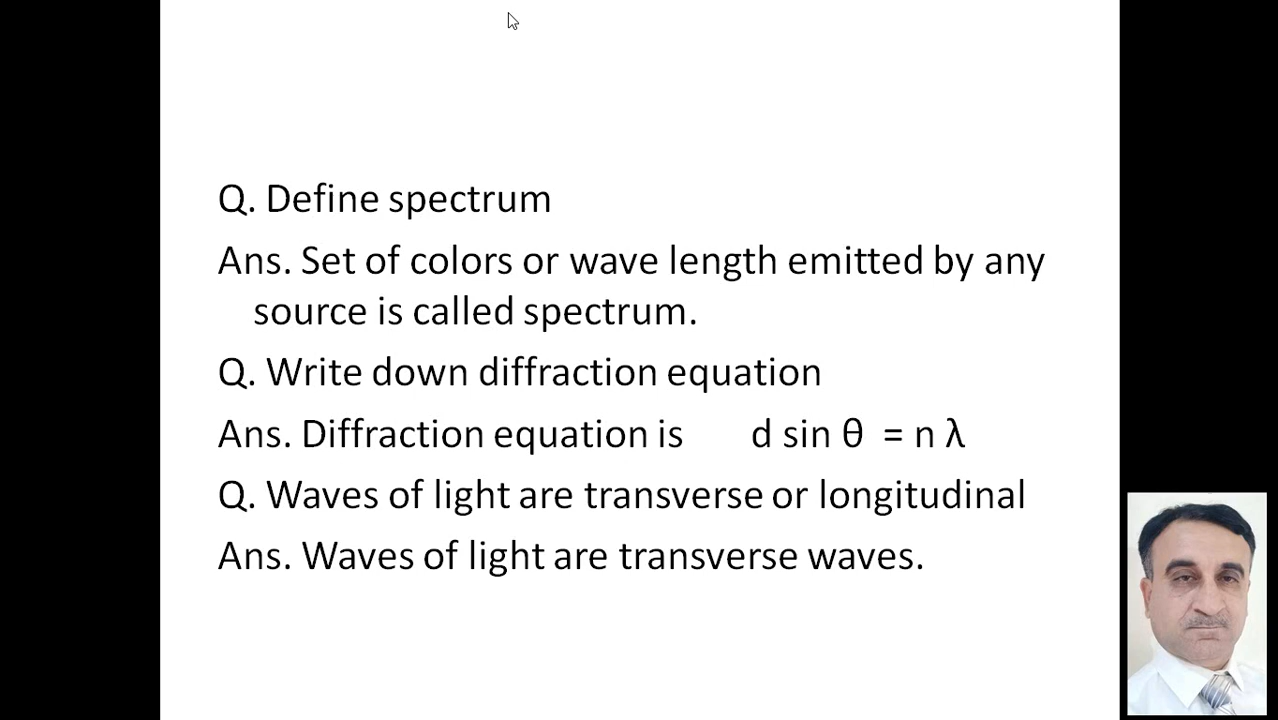 Q. Define spectrum
Ans. Set of colors or wave length emitted by any
source is called spectrum.
Q. Write down diffraction equation
Ans. Diffraction equation is d sin θ = n λ
Q. Waves of light are transverse or longitudinal
Ans. Waves of light are transverse waves.